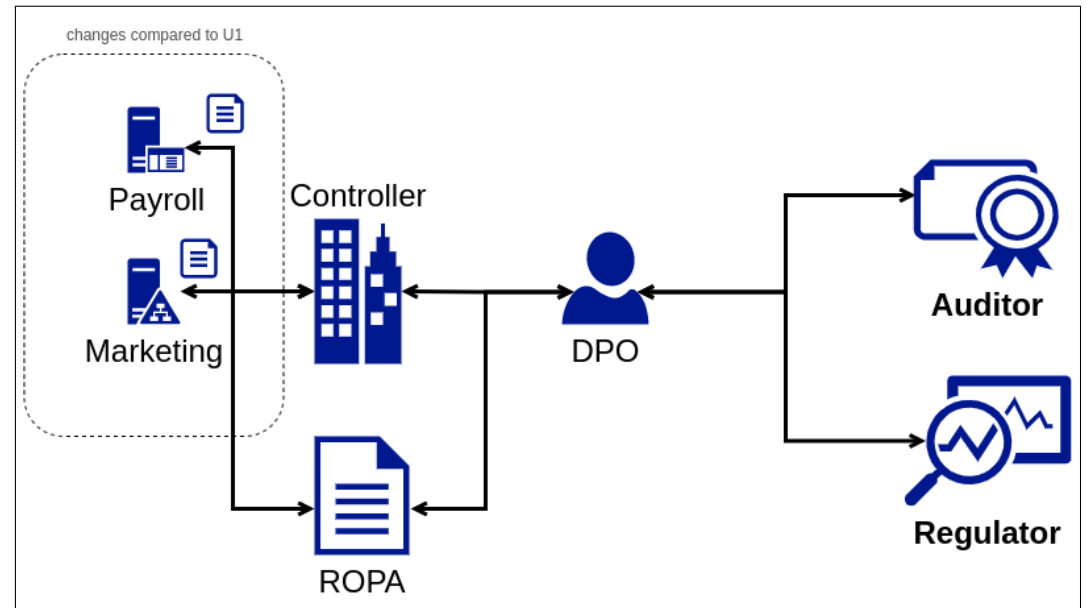 changes compared to U1
Payroll
Controller
Marketing
DPO
Auditor
Regulator
ROPA